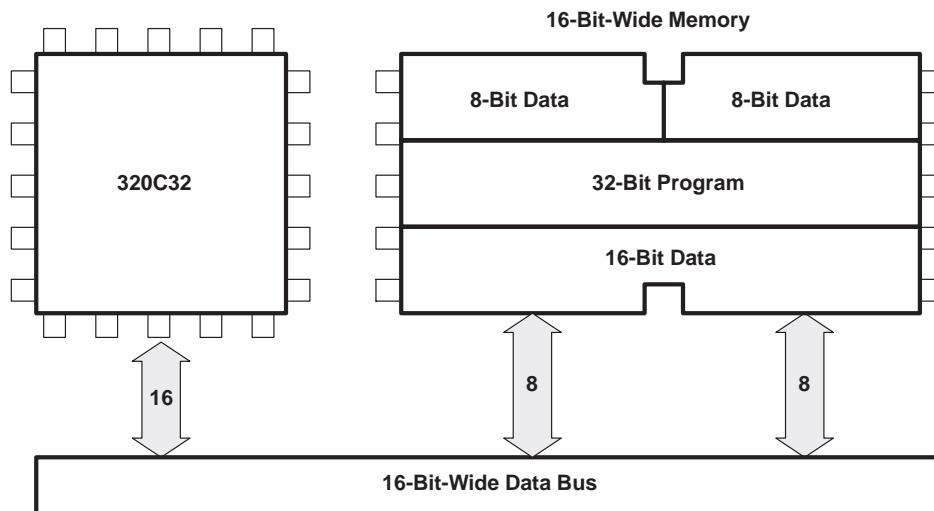 16-Bit-Wide Memory
8-Bit Data
8-Bit Data
320C32
32-Bit Program
16-Bit Data
16
8
8
16-Bit-Wide Data Bus